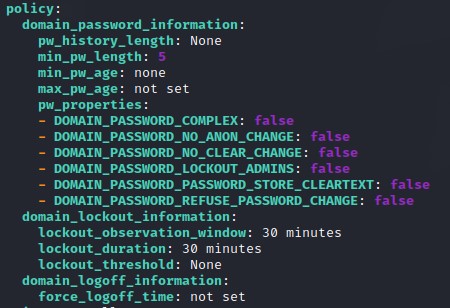 policy:
  domain_password_information:
    pw_history_length: None
    min_pw_length: 5
    min_pw_age: none
    max_pw_age: not set
    pw_properties:
    - DOMAIN_PASSWORD_COMPLEX: false
    - DOMAIN_PASSWORD_NO_ANON_CHANGE: false
    - DOMAIN_PASSWORD_NO_CLEAR_CHANGE: false
    - DOMAIN_PASSWORD_LOCKOUT_ADMINS: false
    - DOMAIN_PASSWORD_PASSWORD_STORE_CLEARTEXT: false
    - DOMAIN_PASSWORD_REFUSE_PASSWORD_CHANGE: false
  domain_lockout_information:
    lockout_observation_window: 30 minutes
    lockout_duration: 30 minutes
    lockout_threshold: None
  domain_logoff_information:
    force_logoff_time: not set